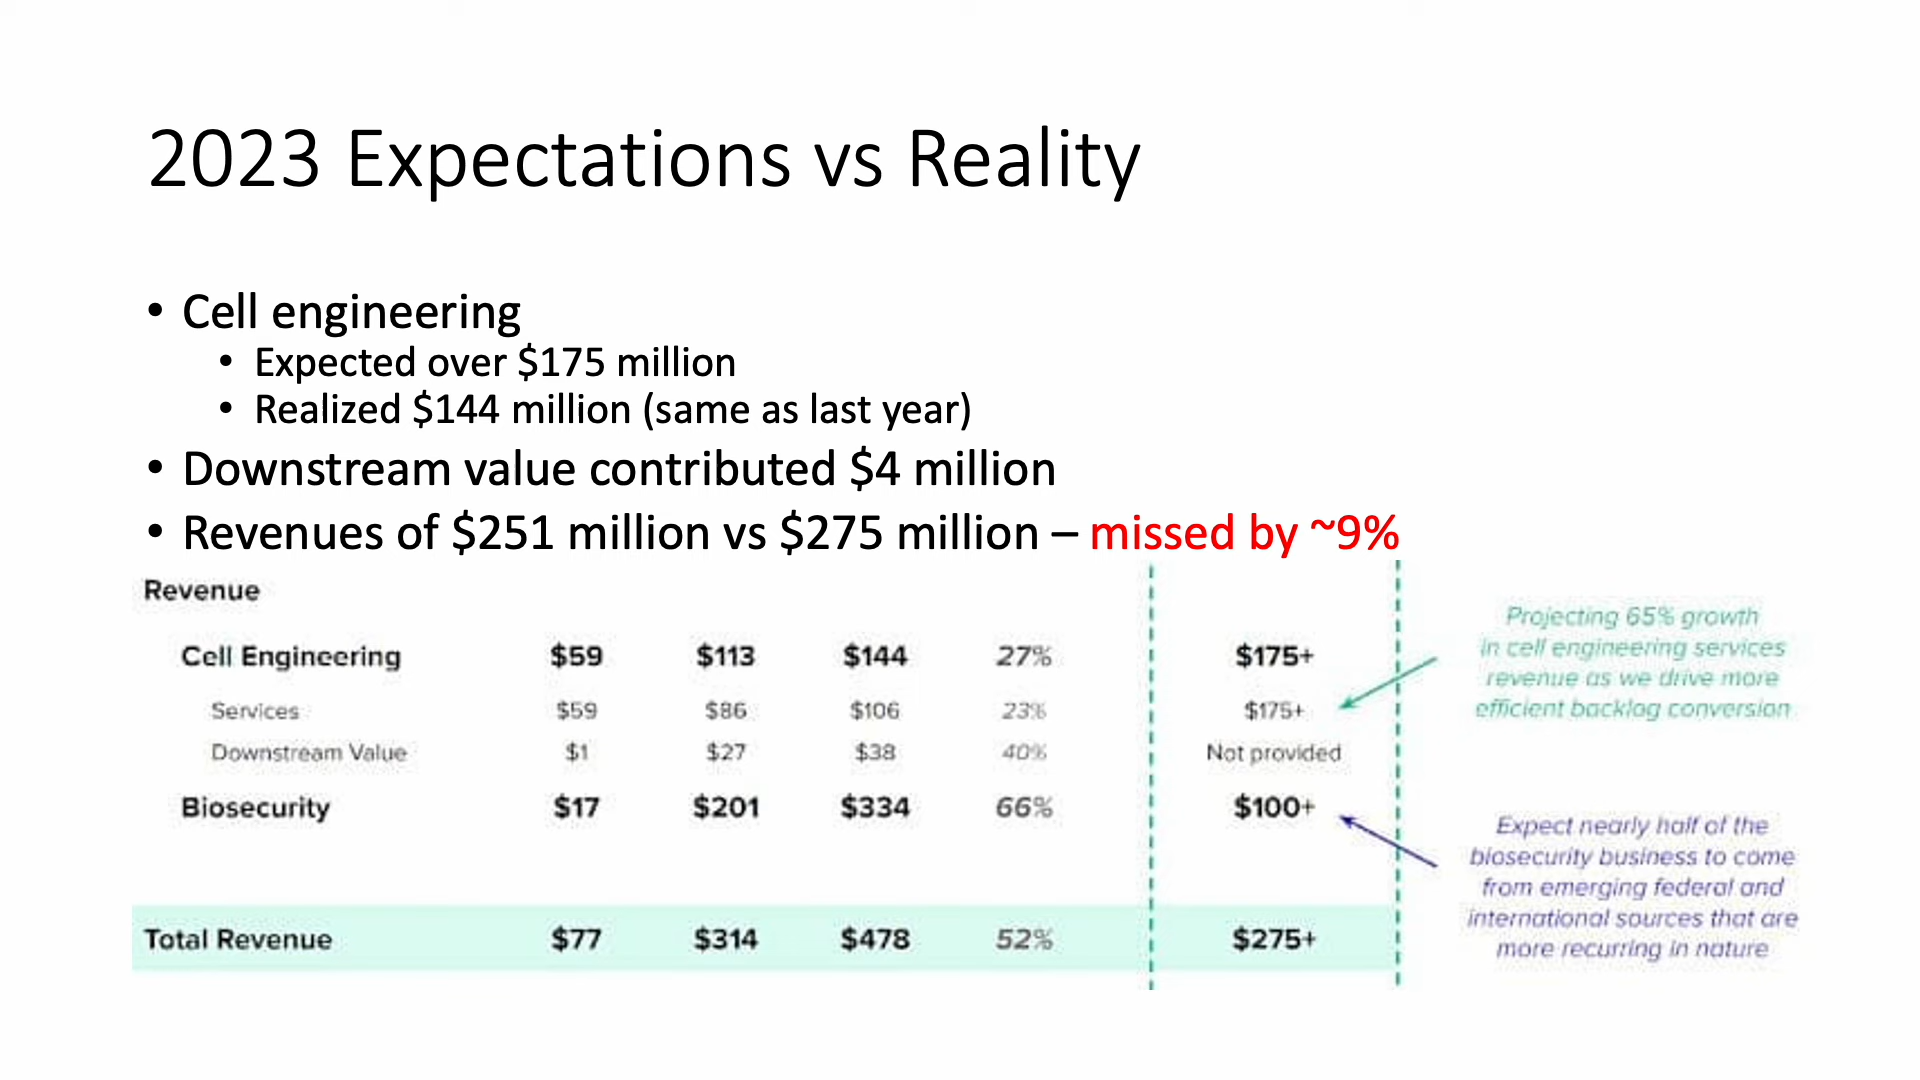 2023 Expectations vs Reality
• Cell engineering
• Expected over $175 million
• Realized $144 million (same as last year)
• Downstream value contributed $4 million
• Revenues of $251 million vs $275 million – missed by ~9%
Revenue
Cell Engineering $59 $113 $144 27% $175+
Services $59 $86 $106 23% $175+
Downstream Value $1 $27 $38 40% Not provided
Biosecurity $17 $201 $334 66% $100+
Total Revenue $77 $314 $478 52% $275+
Projecting 65% growth
in cell engineering services
revenue as we drive more
efficient backlog conversion
Expect nearly half of the
biosecurity business to come
from emerging federal and
international sources that are
more recurring in nature